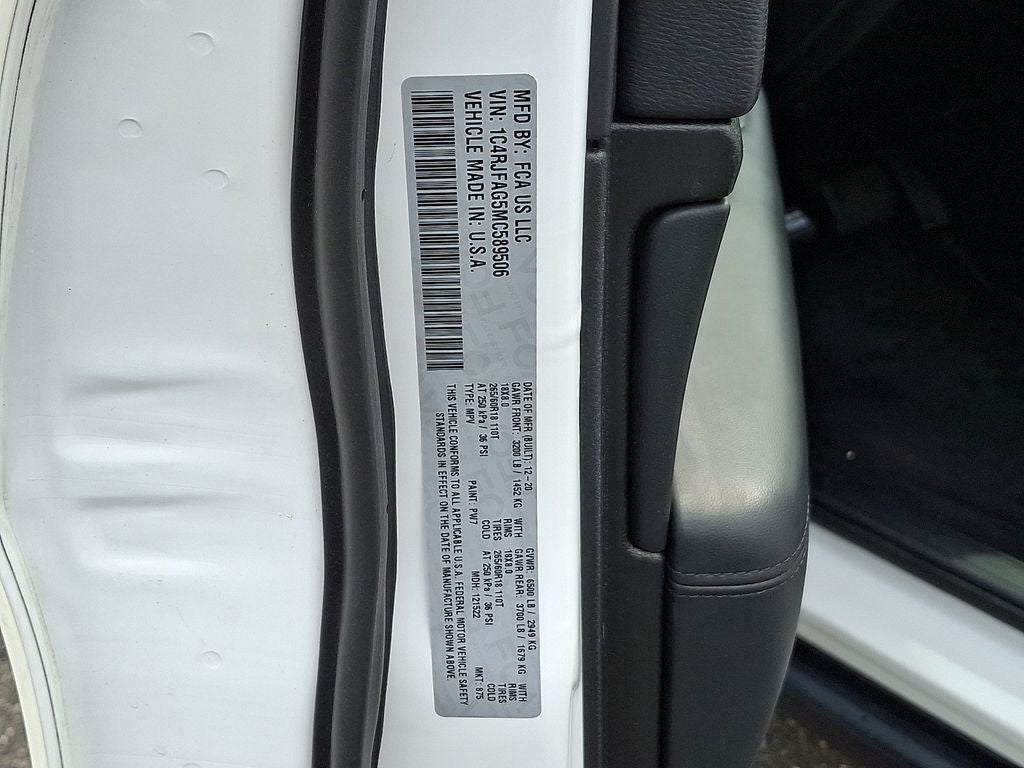 MFD BY: FCA US LLC
VIN: 1C4RJFAG5MC589506
VEHICLE MADE IN: U.S.A.
DATE OF MFR (BUILT): 12-20 GVWR: 6500 LB / 2949 KG
GAWR FRONT: 3200 LB / 1452 KG WITH GAWR REAR: 3700 LB / 1679 KG WITH
18X8.0 RIMS 18X8.0 RIMS
265/60R18 110T TIRES 265/60R18 110T TIRES
AT 250 kPa / 36 PSI COLD AT 250 kPa / 36 PSI COLD
TYPE: MPV PAINT: PW7 MDH: 121522 MKT: 875
THIS VEHICLE CONFORMS TO ALL APPLICABLE U.S.A. FEDERAL MOTOR VEHICLE SAFETY
STANDARDS IN EFFECT ON THE DATE OF MANUFACTURE SHOWN ABOVE.